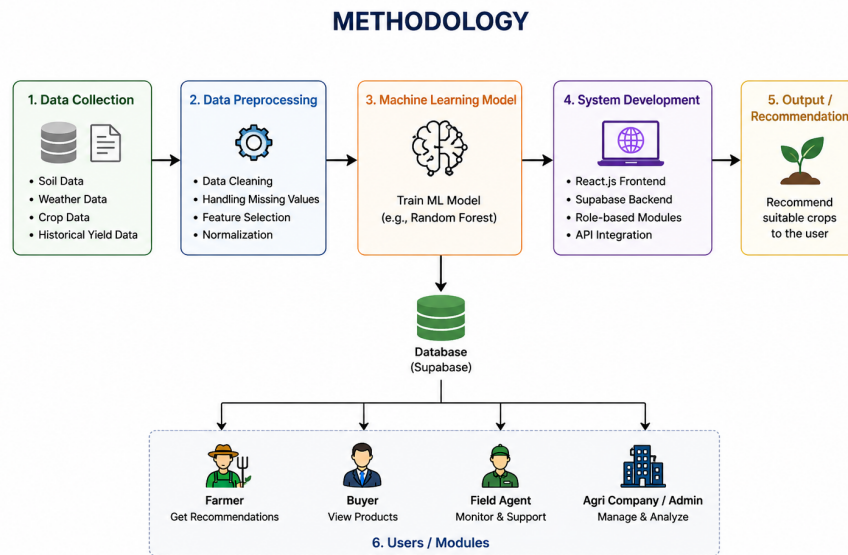 METHODOLOGY
1. Data Collection
• Soil Data
• Weather Data
• Crop Data
• Historical Yield Data
2. Data Preprocessing
• Data Cleaning
• Handling Missing Values
• Feature Selection
• Normalization
3. Machine Learning Model
Train ML Model
(e.g., Random Forest)
4. System Development
• React.js Frontend
• Supabase Backend
• Role-based Modules
• API Integration
5. Output /
Recommendation
Recommend
suitable crops
to the user
Database
(Supabase)
Farmer
Get Recommendations
Buyer
View Products
Field Agent
Monitor & Support
Agri Company / Admin
Manage & Analyze
6. Users / Modules